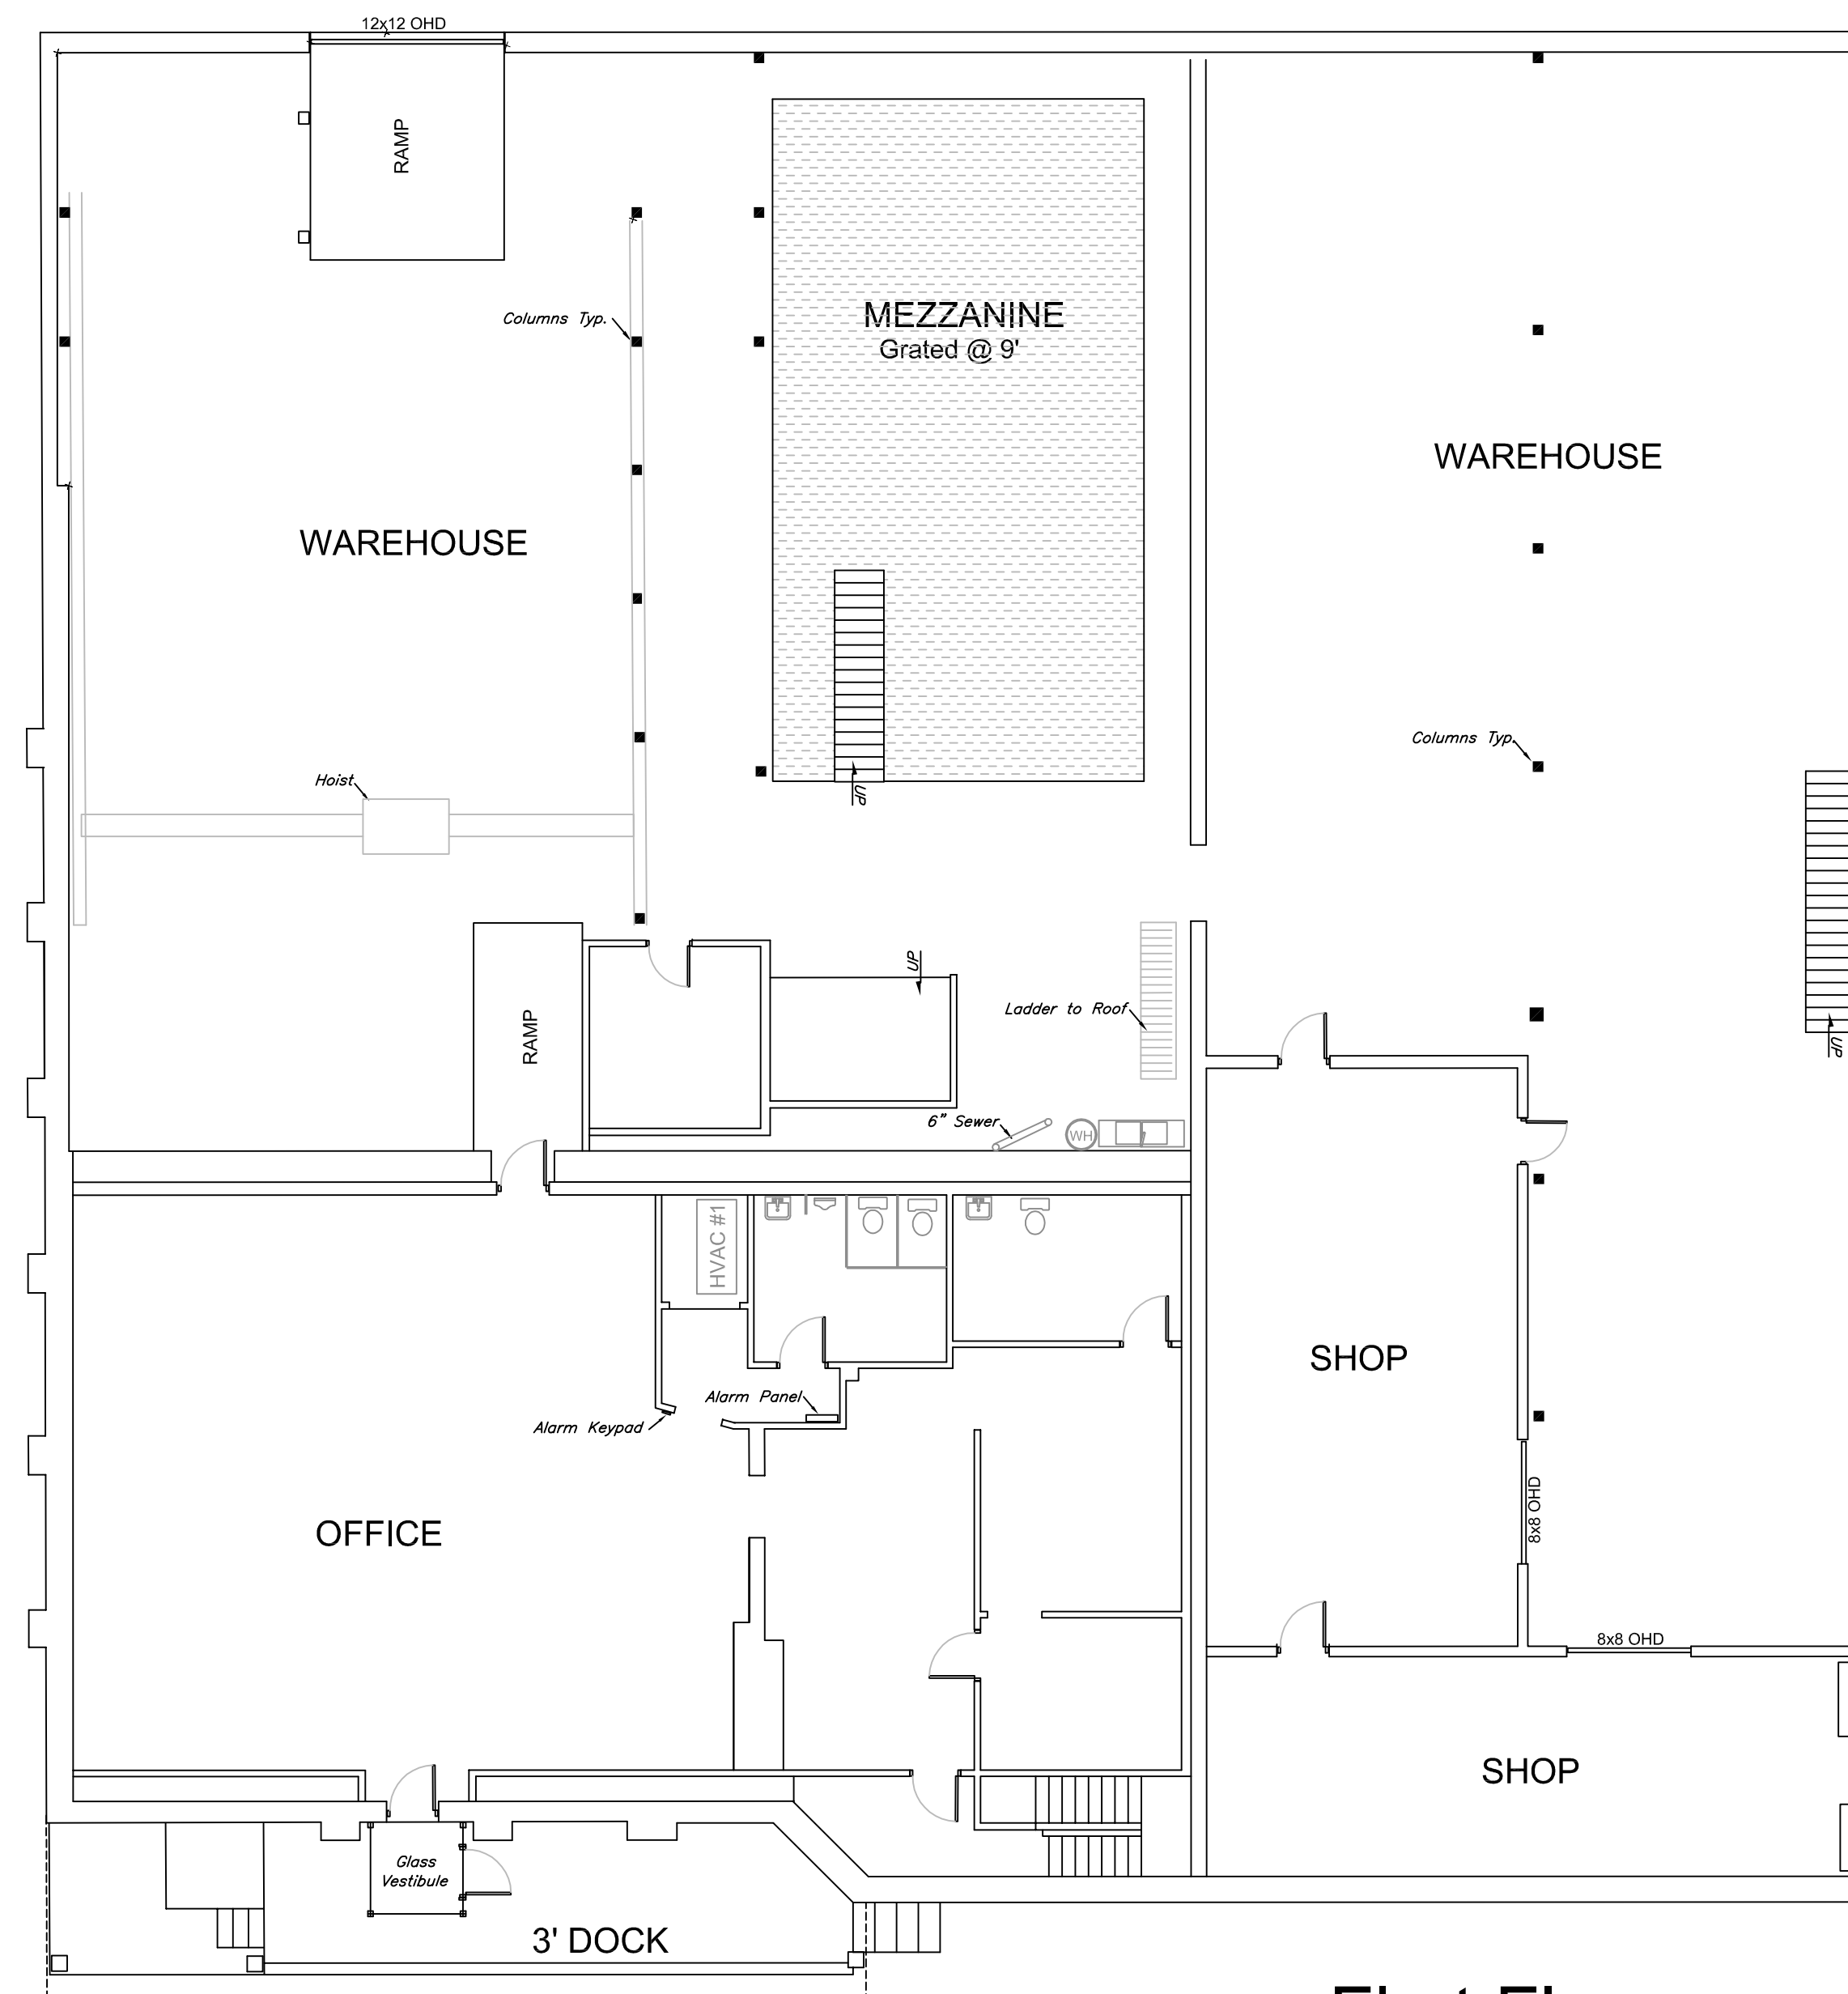 12x12 OHD
RAMP
MEZZANINE
Grated @ 9'
Columns Typ.
WAREHOUSE
WAREHOUSE
Columns Typ.
Hoist
UP
UP
UP
RAMP
Ladder to Roof
6” Sewer
WH
HVAC #1
SHOP
Alarm Panel
Alarm Keypad
OFFICE
8x8 OHD
8x8 OHD
SHOP
Glass
Vestibule
3' DOCK